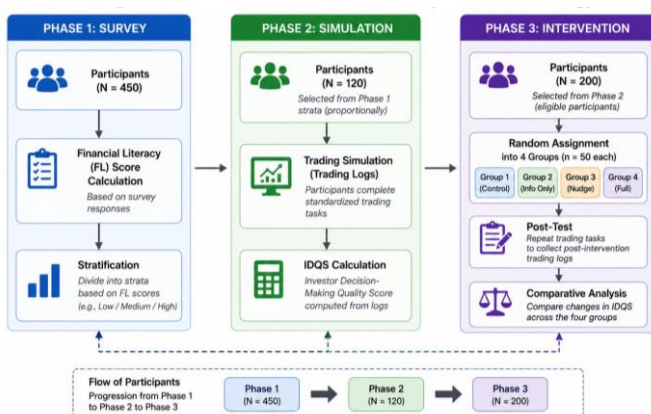 PHASE 1: SURVEY
Participants
(N = 450)
Financial Literacy
(FL) Score
Calculation
Based on survey
responses
Stratification
Divide into strata
based on FL scores
(e.g., Low / Medium / High)
PHASE 2: SIMULATION
Participants
(N = 120)
Selected from Phase 1
strata (proportionally)
Trading Simulation
(Trading Logs)
Participants complete
standardized trading
tasks
IDQS Calculation
Investor Decision-
Making Quality Score
computed from logs
PHASE 3: INTERVENTION
Participants
(N = 200)
Selected from Phase 2
(eligible participants)
Random Assignment
into 4 Groups (n = 50 each)
Group 1
(Control)
Group 2
(Info Only)
Group 3
(Nudge)
Group 4
(Full)
Post-Test
Repeat trading tasks
to collect post-intervention
trading logs
Comparative Analysis
Compare changes in IDQS
across the four groups
Flow of Participants
Progression from Phase 1
to Phase 2 to Phase 3
Phase 1
(N = 450)
Phase 2
(N = 120)
Phase 3
(N = 200)